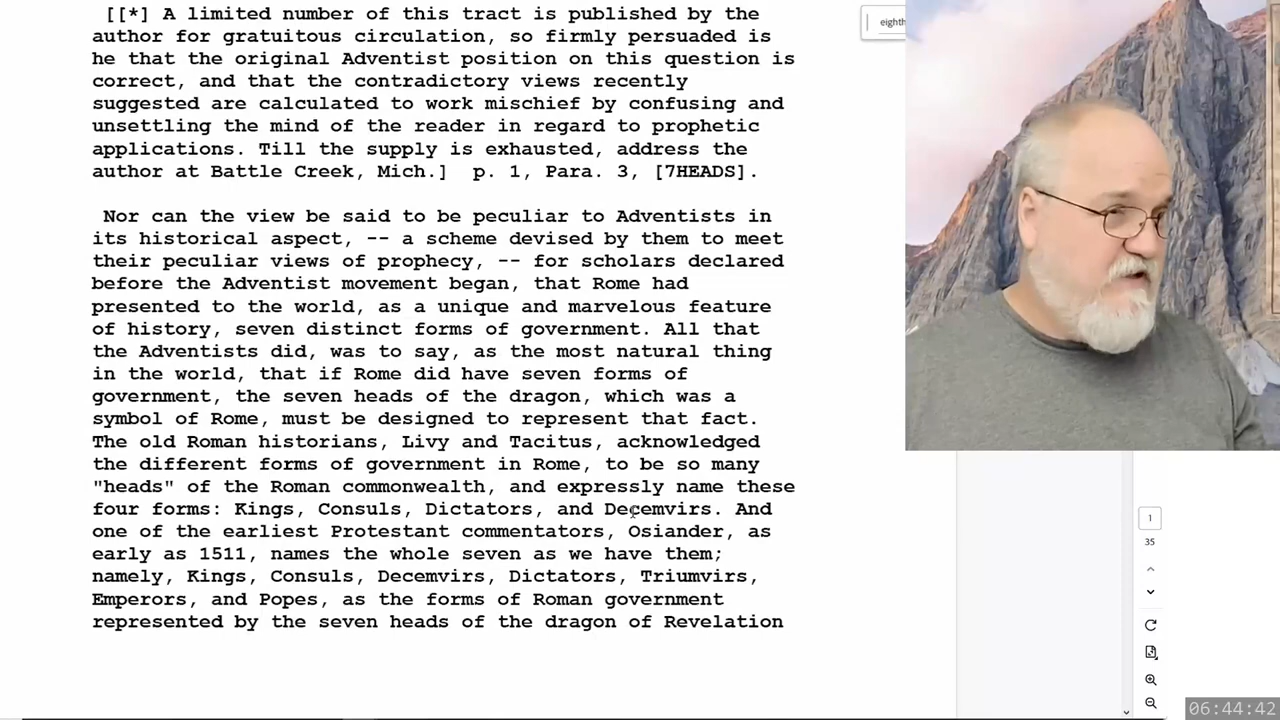 [[*] A limited number of this tract is published by the
author for gratuitous circulation, so firmly persuaded is
he that the original Adventist position on this question is
correct, and that the contradictory views recently
suggested are calculated to work mischief by confusing and
unsettling the mind of the reader in regard to prophetic
applications. Till the supply is exhausted, address the
author at Battle Creek, Mich.]  p. 1, Para. 3, [7HEADS].
Nor can the view be said to be peculiar to Adventists in
its historical aspect, -- a scheme devised by them to meet
their peculiar views of prophecy, -- for scholars declared
before the Adventist movement began, that Rome had
presented to the world, as a unique and marvelous feature
of history, seven distinct forms of government. All that
the Adventists did, was to say, as the most natural thing
in the world, that if Rome did have seven forms of
government, the seven heads of the dragon, which was a
symbol of Rome, must be designed to represent that fact.
The old Roman historians, Livy and Tacitus, acknowledged
the different forms of government in Rome, to be so many
"heads" of the Roman commonwealth, and expressly name these
four forms: Kings, Consuls, Dictators, and Decemvirs. And
one of the earliest Protestant commentators, Osiander, as
early as 1511, names the whole seven as we have them;
namely, Kings, Consuls, Decemvirs, Dictators, Triumvirs,
Emperors, and Popes, as the forms of Roman government
represented by the seven heads of the dragon of Revelation
eighth
1
35
06:44:42